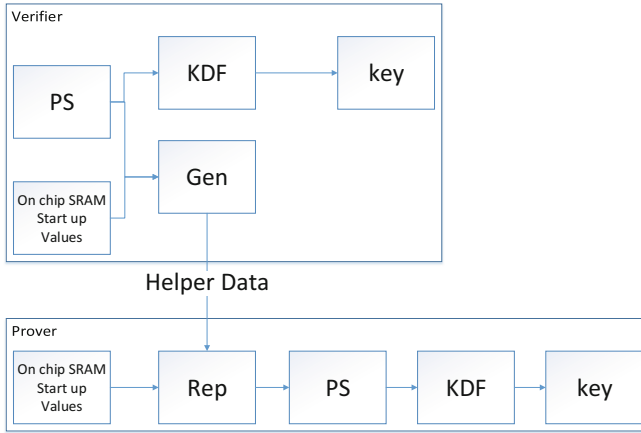 Verifier
PS
KDF
key
On chip SRAM
Start up
Values
Gen
Helper Data
Prover
On chip SRAM
Start up
Values
Rep
PS
KDF
key